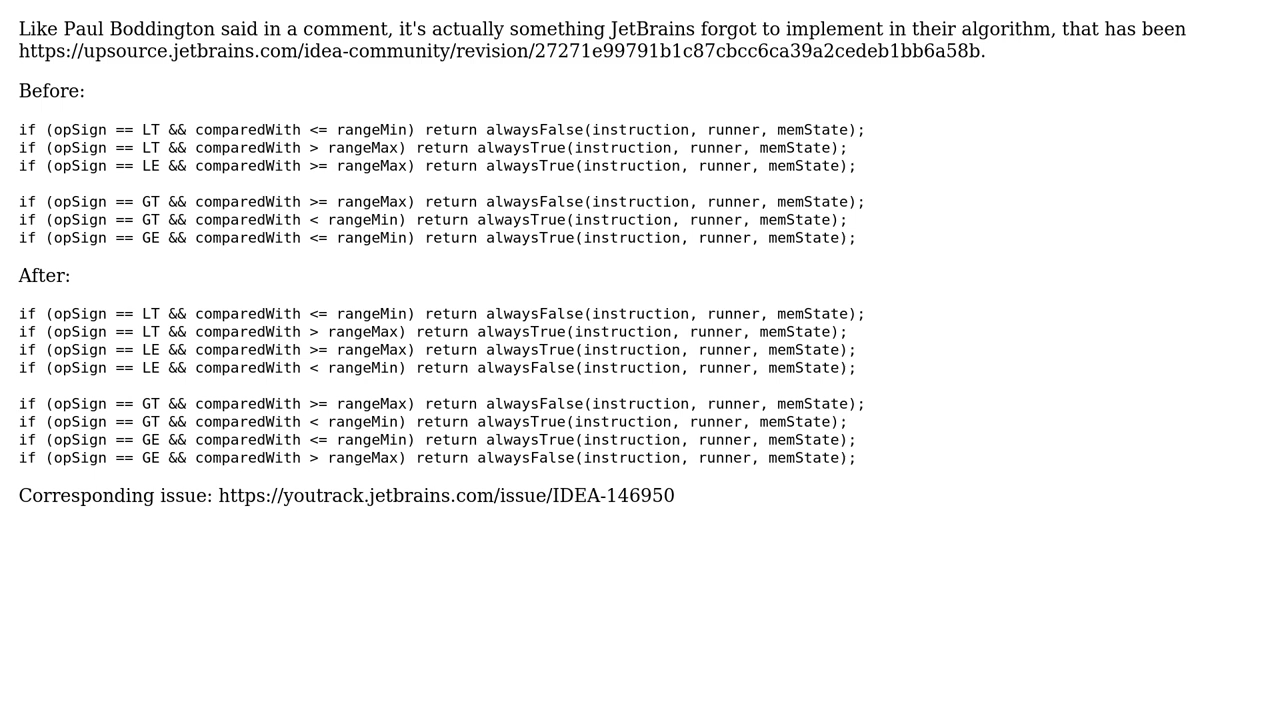 Like Paul Boddington said in a comment, it's actually something JetBrains forgot to implement in their algorithm, that has been
https://upsource.jetbrains.com/idea-community/revision/27271e99791b1c87cbcc6ca39a2cedeb1bb6a58b.
Before:
if (opSign == LT && comparedWith <= rangeMin) return alwaysFalse(instruction, runner, memState);
if (opSign == LT && comparedWith > rangeMax) return alwaysTrue(instruction, runner, memState);
if (opSign == LE && comparedWith >= rangeMax) return alwaysTrue(instruction, runner, memState);
if (opSign == GT && comparedWith >= rangeMax) return alwaysFalse(instruction, runner, memState);
if (opSign == GT && comparedWith < rangeMin) return alwaysTrue(instruction, runner, memState);
if (opSign == GE && comparedWith <= rangeMin) return alwaysTrue(instruction, runner, memState);
After:
if (opSign == LT && comparedWith <= rangeMin) return alwaysFalse(instruction, runner, memState);
if (opSign == LT && comparedWith > rangeMax) return alwaysTrue(instruction, runner, memState);
if (opSign == LE && comparedWith >= rangeMax) return alwaysTrue(instruction, runner, memState);
if (opSign == LE && comparedWith < rangeMin) return alwaysFalse(instruction, runner, memState);
if (opSign == GT && comparedWith >= rangeMax) return alwaysFalse(instruction, runner, memState);
if (opSign == GT && comparedWith < rangeMin) return alwaysTrue(instruction, runner, memState);
if (opSign == GE && comparedWith <= rangeMin) return alwaysTrue(instruction, runner, memState);
if (opSign == GE && comparedWith > rangeMax) return alwaysFalse(instruction, runner, memState);
Corresponding issue: https://youtrack.jetbrains.com/issue/IDEA-146950